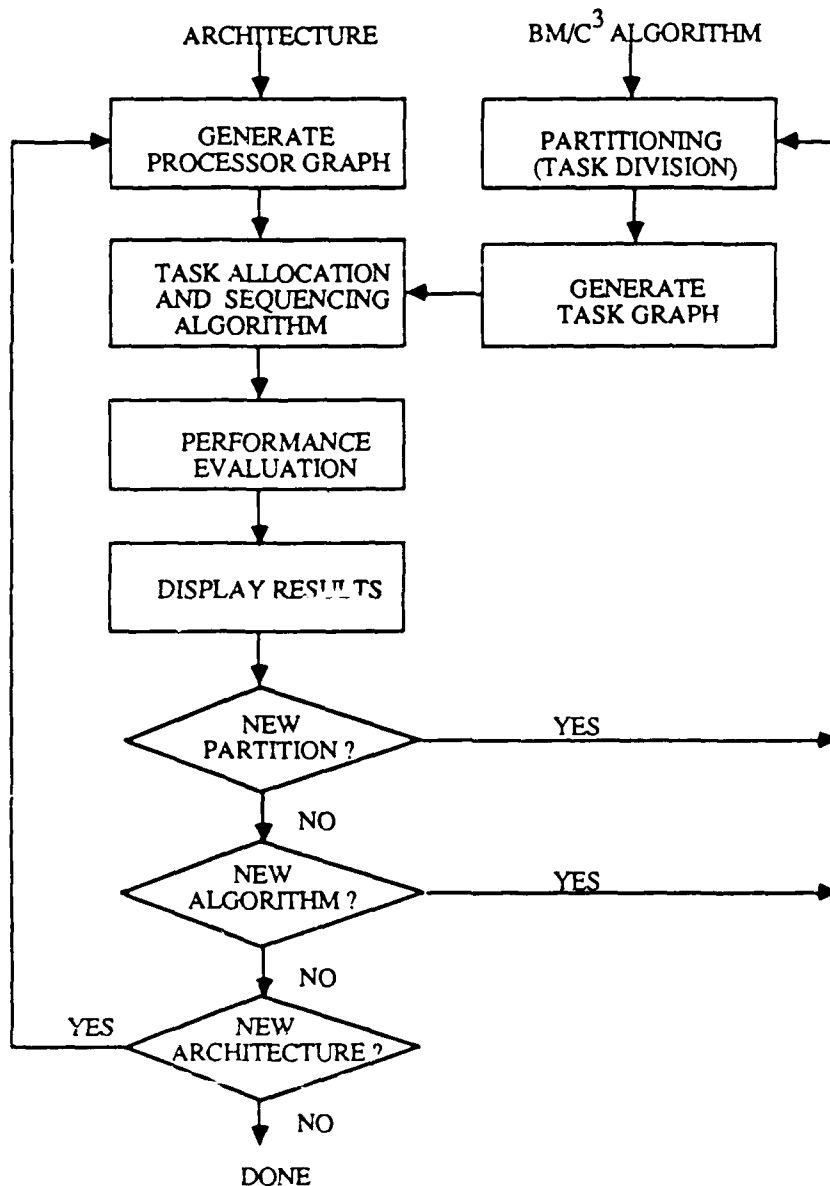 ARCHITECTURE
BM/C³ ALGORITHM
GENERATE
PROCESSOR GRAPH
PARTITIONING
(TASK DIVISION)
TASK ALLOCATION
AND SEQUENCING
ALGORITHM
GENERATE
TASK GRAPH
PERFORMANCE
EVALUATION
DISPLAY RESULTS
NEW
PARTITION ?
YES
NO
NEW
ALGORITHM ?
YES
NO
YES
NEW
ARCHITECTURE ?
NO
DONE